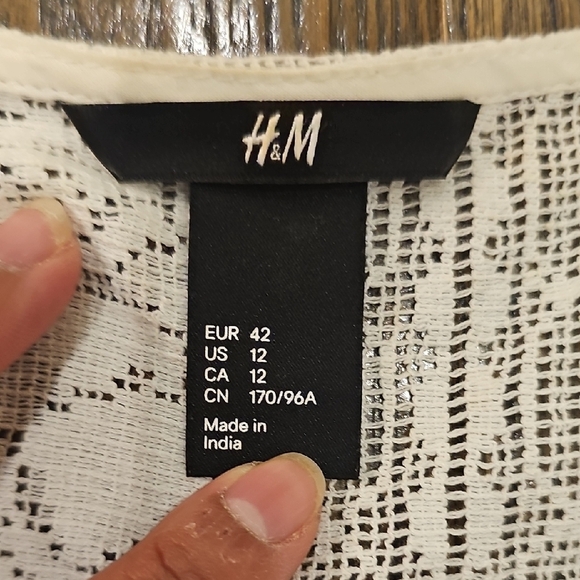 H&M
EUR 42
US 12
CA 12
CN 170/96A
Made in
India